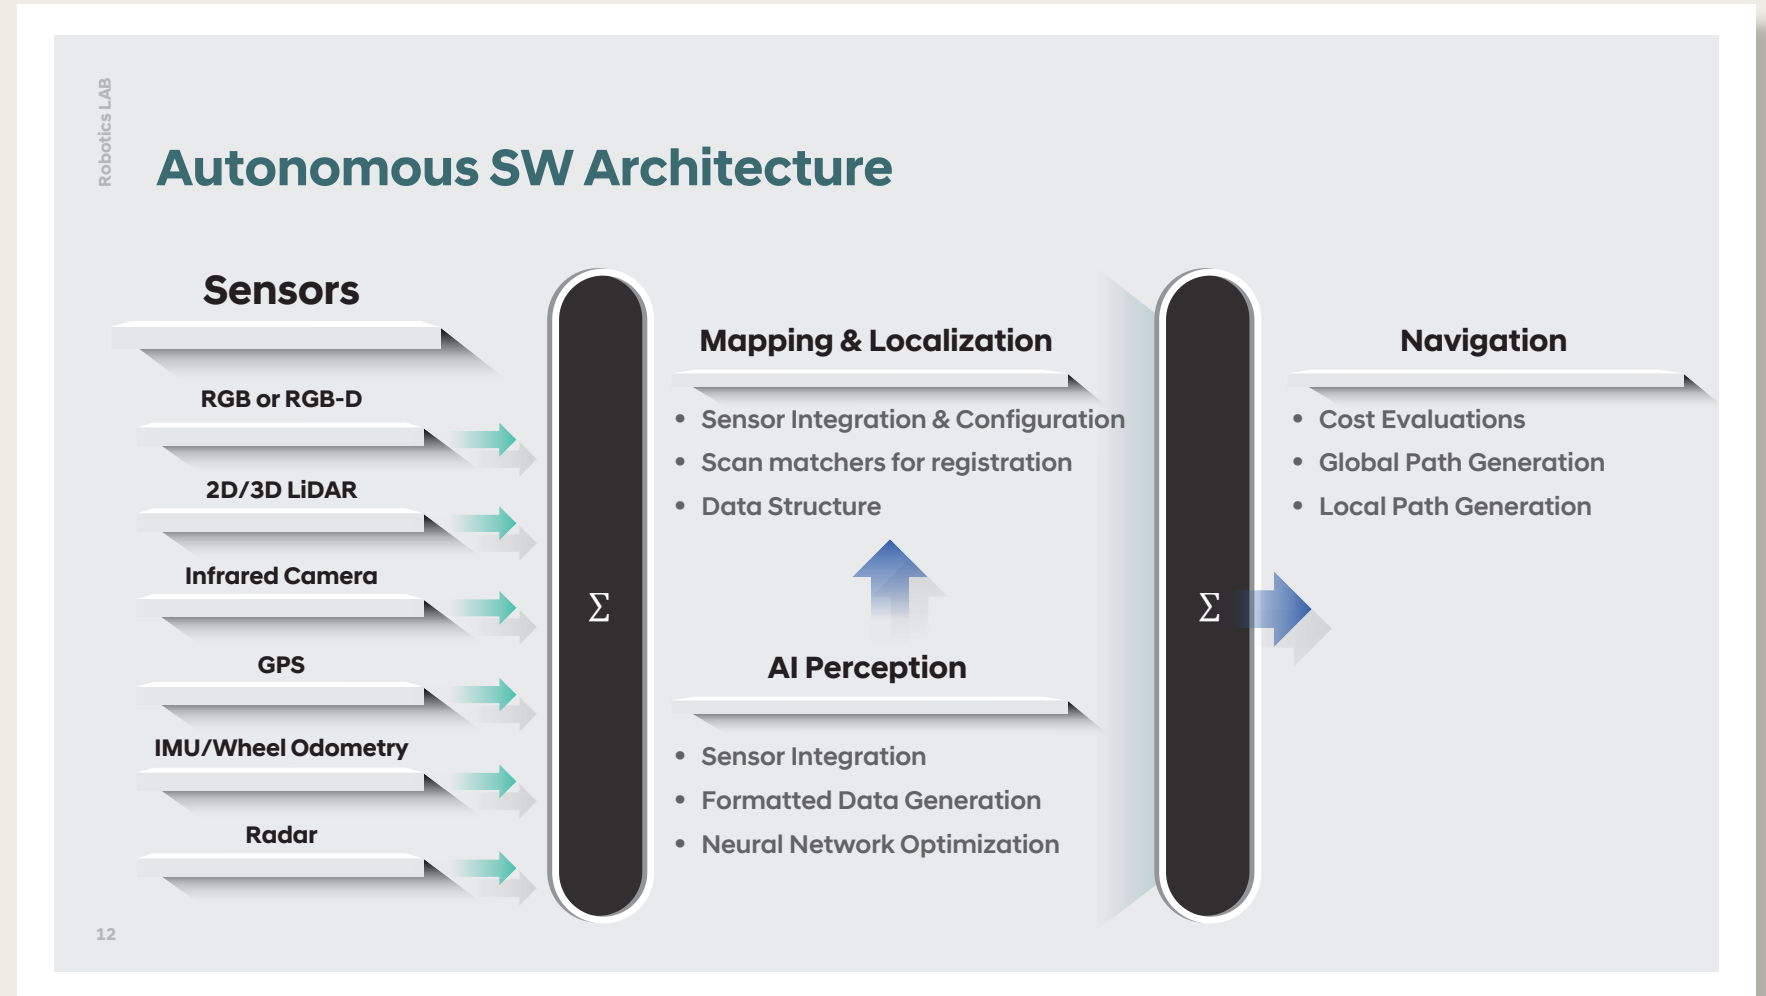 Robotics LAB
Autonomous SW Architecture
Sensors
RGB or RGB-D
2D/3D LiDAR
Infrared Camera
GPS
IMU/Wheel Odometry
Radar
Σ
Mapping & Localization
• Sensor Integration & Configuration
• Scan matchers for registration
• Data Structure
AI Perception
• Sensor Integration
• Formatted Data Generation
• Neural Network Optimization
Σ
Navigation
• Cost Evaluations
• Global Path Generation
• Local Path Generation
12